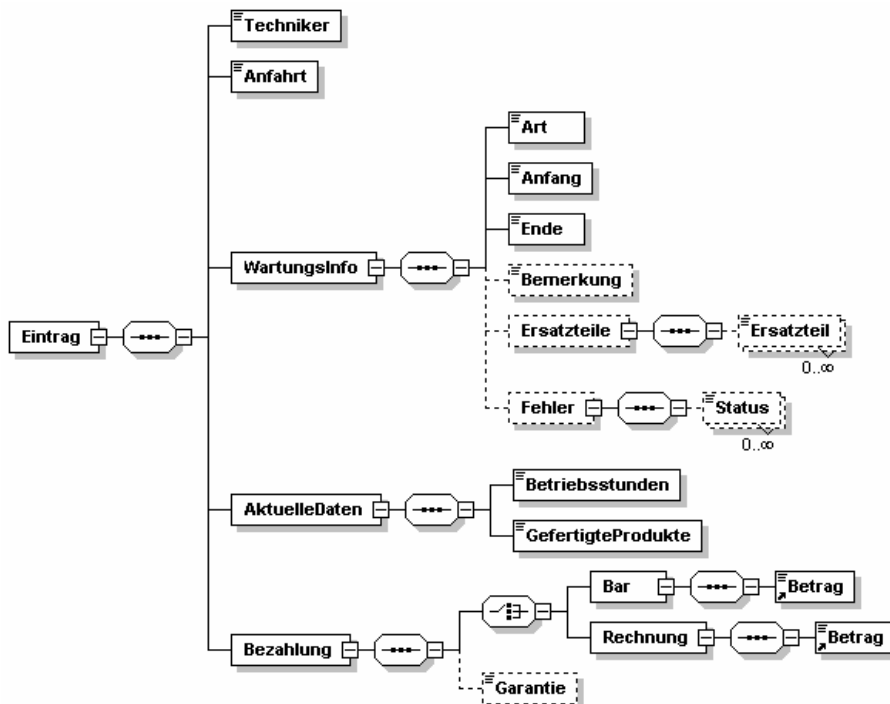 Techniker
Anfahrt
Art
Anfang
Ende
WartungsInfo
Bemerkung
Ersatzteile
Ersatzteil
0..∞
Eintrag
Fehler
Status
0..∞
Betriebsstunden
AktuelleDaten
GefertigteProdukte
Bar
Betrag
Rechnung
Betrag
Bezahlung
Garantie